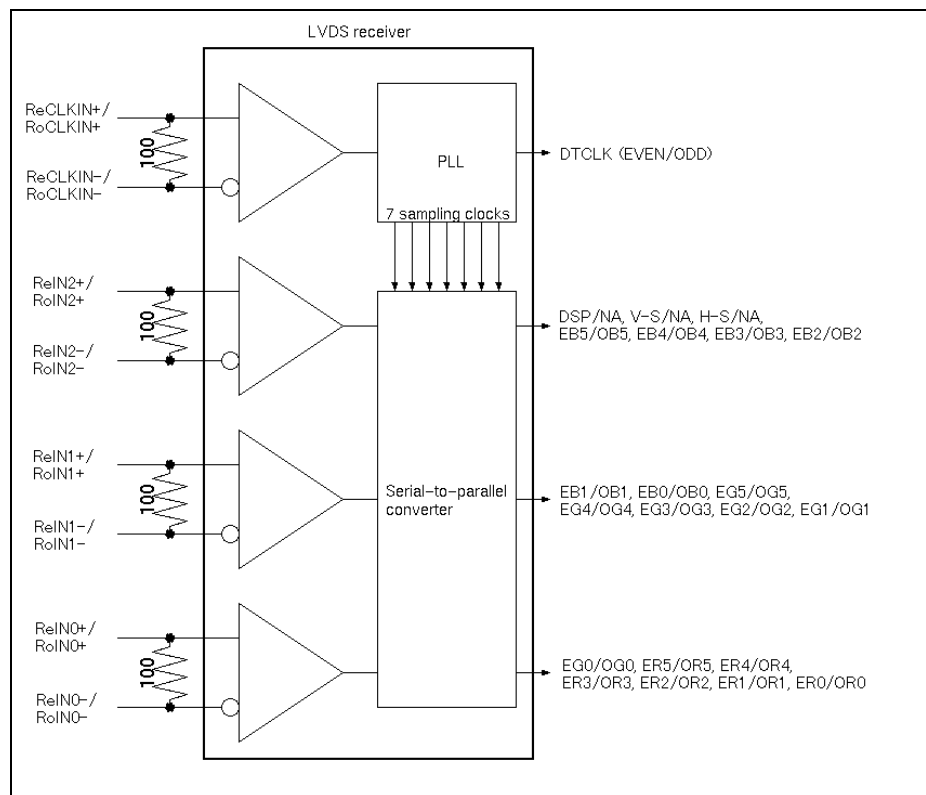 LVDS receiver
ReCLKIN+/
RoCLKIN+
100
ReCLKIN-/
RoCLKIN-
PLL
7 sampling clocks
DTCLK (EVEN/ODD)
ReIN2+/
RoIN2+
100
ReIN2-/
RoIN2-
DSP/NA, V-S/NA, H-S/NA,
EB5/OB5, EB4/OB4, EB3/OB3, EB2/OB2
ReIN1+/
RoIN1+
100
ReIN1-/
RoIN1-
Serial-to-parallel
converter
EB1/OB1, EB0/OB0, EG5/OG5,
EG4/OG4, EG3/OG3, EG2/OG2, EG1/OG1
ReIN0+/
RoIN0+
100
ReIN0-/
RoIN0-
EG0/OG0, ER5/OR5, ER4/OR4,
ER3/OR3, ER2/OR2, ER1/OR1, ER0/OR0